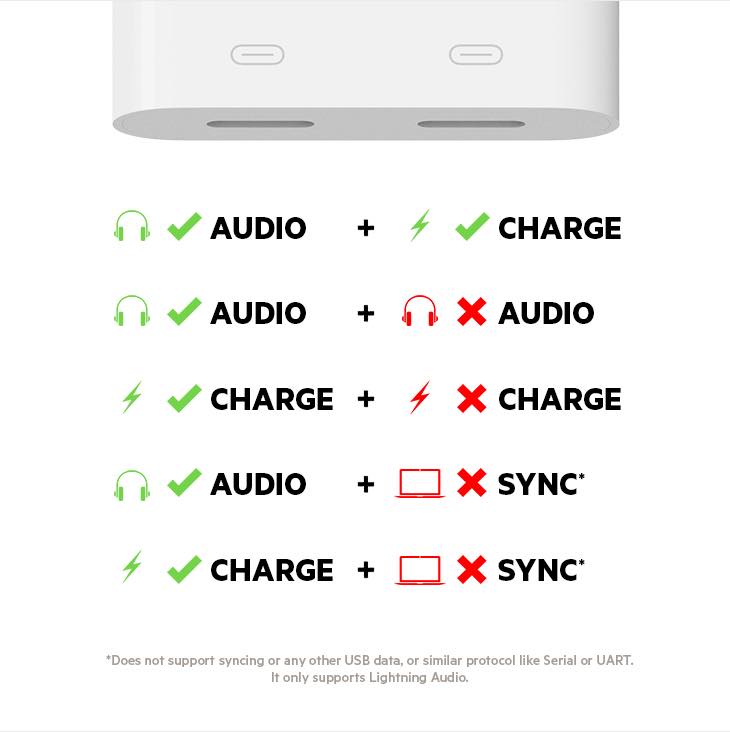 AUDIO + CHARGE
AUDIO + AUDIO
CHARGE + CHARGE
AUDIO + SYNC*
CHARGE + SYNC*
*Does not support syncing or any other USB data, or similar protocol like Serial or UART.
It only supports Lightning Audio.